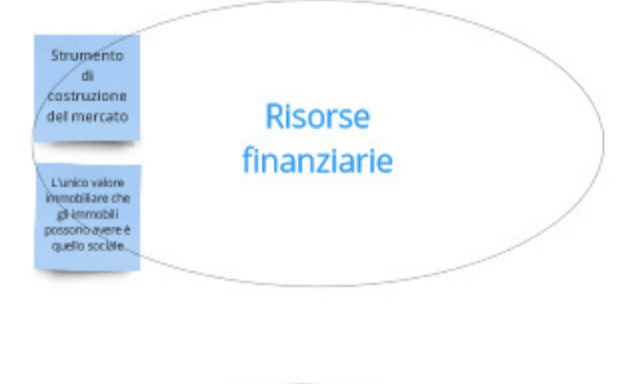 Strumento
di
costruzione
del mercato
Risorse
finanziarie
L'unico valore
immobiliare che
gli immobili
possono avere è
quello sociale